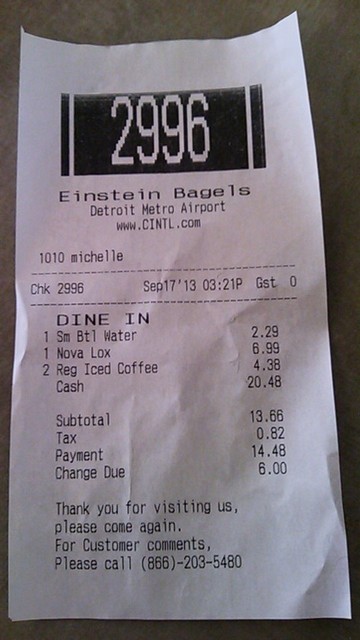 2996
Einstein Bagels
Detroit Metro Airport
www.CINTL.com
1010 michelle
Chk 2996 Sep17'13 03:21P Gst 0
DINE IN
1 Sm Btl Water 2.29
1 Nova Lox 6.99
2 Reg Iced Coffee 4.38
Cash 20.48
Subtotal 13.66
Tax 0.82
Payment 14.48
Change Due 6.00
Thank you for visiting us,
please come again.
For Customer comments,
Please call (866)-203-5480